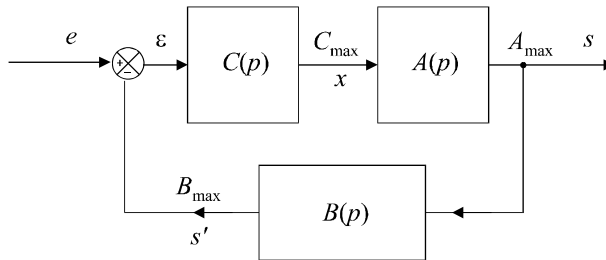 e
ε
C(p)
C_max
x
A(p)
A_max
s
+
−
B_max
s′
B(p)